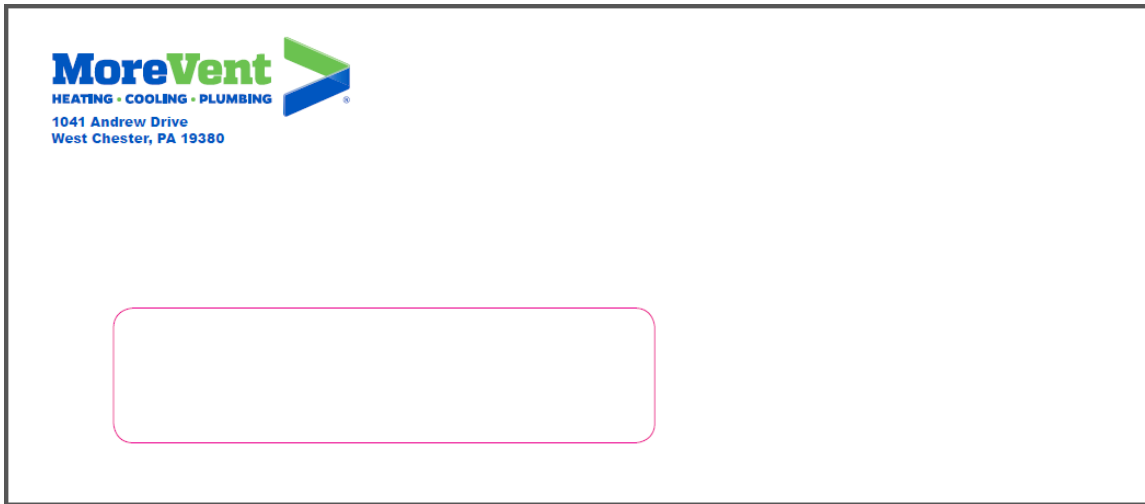 MoreVent
HEATING • COOLING • PLUMBING
®
1041 Andrew Drive
West Chester, PA 19380